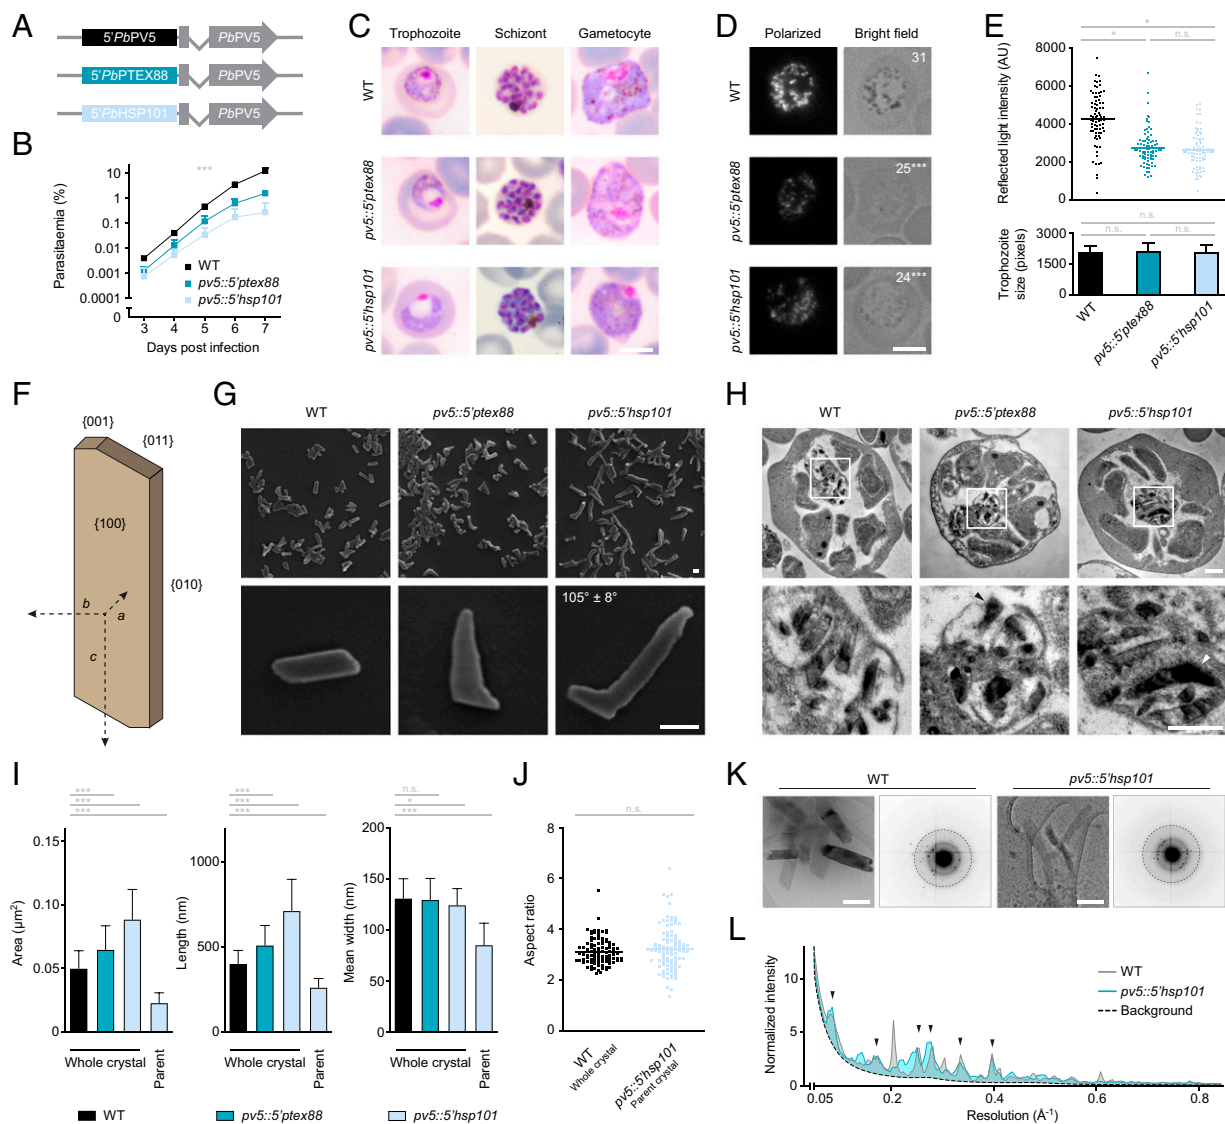 A
5'PbPV5
PbPV5
5'PbPTEX88
PbPV5
5'PbHSP101
PbPV5
B
***
Parasitaemia (%)
10
1
0.1
0.01
0.001
0.0001
0
3 4 5 6 7
Days post infection
WT
pv5::5'ptex88
pv5::5'hsp101
C
Trophozoite Schizont Gametocyte
WT
pv5::5'ptex88
pv5::5'hsp101
D
Polarized Bright field
WT
31
pv5::5'ptex88
25***
pv5::5'hsp101
24***
E
*
* n.s.
Reflected light intensity (AU)
8000
6000
4000
2000
0
n.s.
n.s. n.s.
Trophozoite size (pixels)
3000
1500
0
WT
pv5::5'ptex88
pv5::5'hsp101
F
{001}
{011}
{100}
{010}
b
a
c
G
WT pv5::5'ptex88 pv5::5'hsp101
105° ± 8°
H
WT pv5::5'ptex88 pv5::5'hsp101
I
***
***
***
Area (µm²)
0.15
0.10
0.05
0
Whole crystal
Parent
***
***
***
Length (nm)
1000
500
0
Whole crystal
Parent
n.s.
*
***
Mean width (nm)
200
150
100
50
0
Whole crystal
Parent
WT
pv5::5'ptex88
pv5::5'hsp101
J
n.s.
Aspect ratio
8
6
4
2
0
WT
Whole crystal
pv5::5'hsp101
Parent crystal
K
WT pv5::5'hsp101
L
Normalized intensity
10
5
0
0.05 0.2 0.4 0.6 0.8
Resolution (Å⁻¹)
WT
pv5::5'hsp101
Background